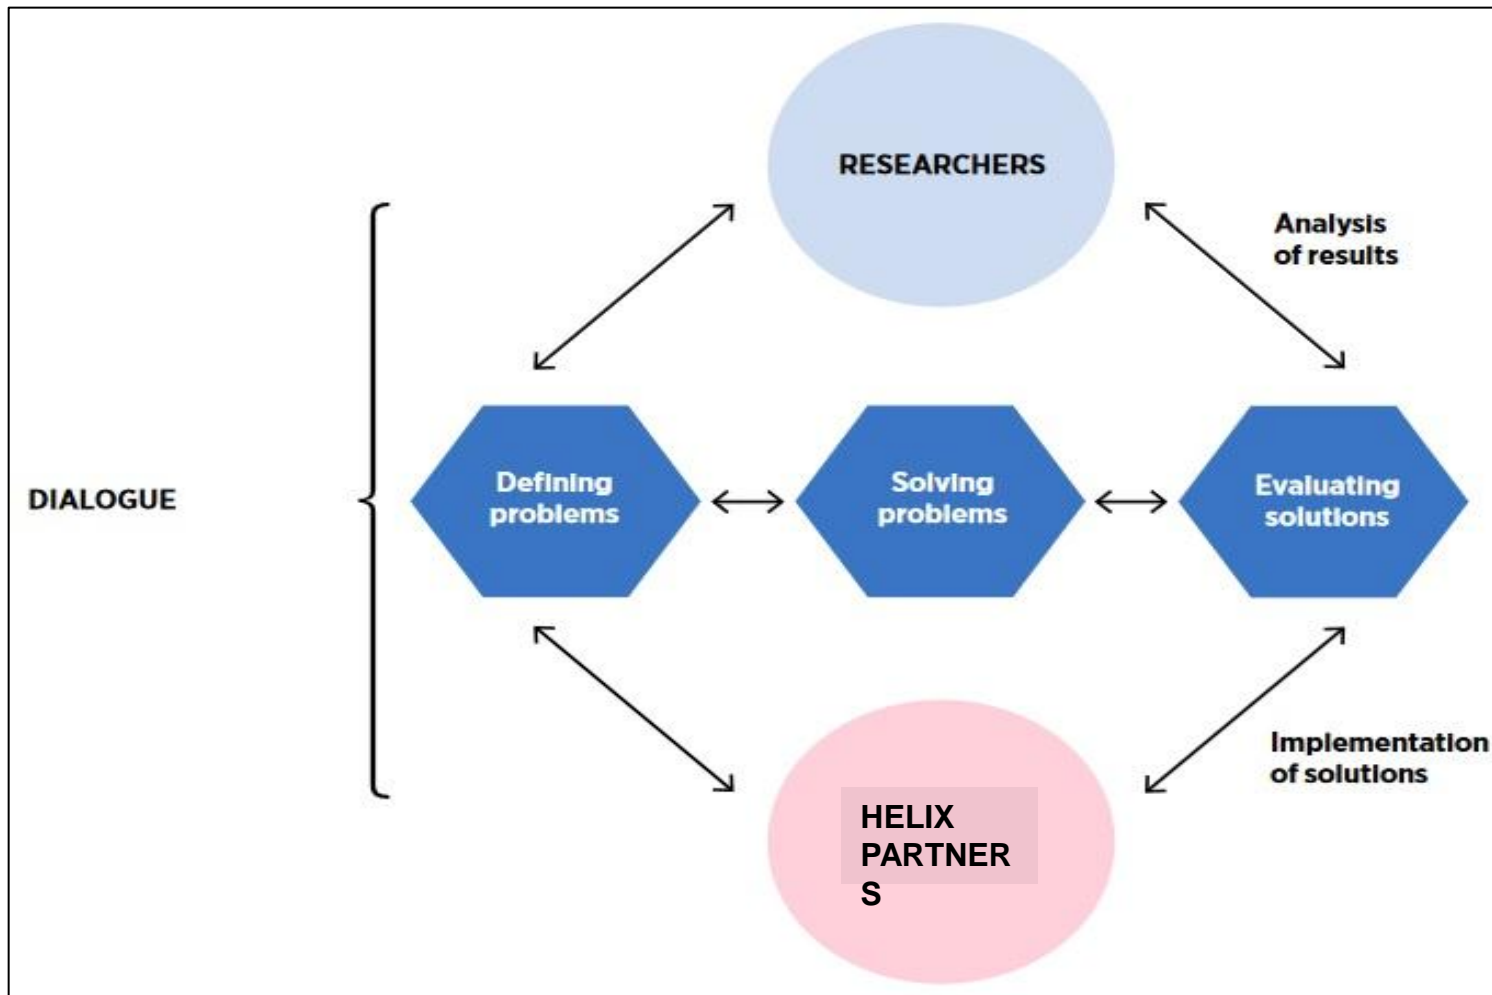 RESEARCHERS
Analysis
of results
DIALOGUE
Defining
problems
Solving
problems
Evaluating
solutions
Implementation
of solutions
HELIX
PARTNER
S